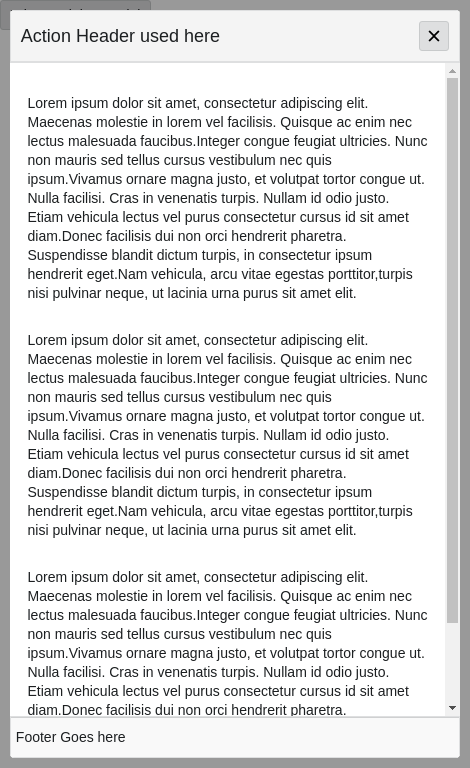 Action Header used here
Lorem ipsum dolor sit amet, consectetur adipiscing elit.
Maecenas molestie in lorem vel facilisis. Quisque ac enim nec
lectus malesuada faucibus.Integer congue feugiat ultricies. Nunc
non mauris sed tellus cursus vestibulum nec quis
ipsum.Vivamus ornare magna justo, et volutpat tortor congue ut.
Nulla facilisi. Cras in venenatis turpis. Nullam id odio justo.
Etiam vehicula lectus vel purus consectetur cursus id sit amet
diam.Donec facilisis dui non orci hendrerit pharetra.
Suspendisse blandit dictum turpis, in consectetur ipsum
hendrerit eget.Nam vehicula, arcu vitae egestas porttitor,turpis
nisi pulvinar neque, ut lacinia urna purus sit amet elit.
Lorem ipsum dolor sit amet, consectetur adipiscing elit.
Maecenas molestie in lorem vel facilisis. Quisque ac enim nec
lectus malesuada faucibus.Integer congue feugiat ultricies. Nunc
non mauris sed tellus cursus vestibulum nec quis
ipsum.Vivamus ornare magna justo, et volutpat tortor congue ut.
Nulla facilisi. Cras in venenatis turpis. Nullam id odio justo.
Etiam vehicula lectus vel purus consectetur cursus id sit amet
diam.Donec facilisis dui non orci hendrerit pharetra.
Suspendisse blandit dictum turpis, in consectetur ipsum
hendrerit eget.Nam vehicula, arcu vitae egestas porttitor,turpis
nisi pulvinar neque, ut lacinia urna purus sit amet elit.
Lorem ipsum dolor sit amet, consectetur adipiscing elit.
Maecenas molestie in lorem vel facilisis. Quisque ac enim nec
lectus malesuada faucibus.Integer congue feugiat ultricies. Nunc
non mauris sed tellus cursus vestibulum nec quis
ipsum.Vivamus ornare magna justo, et volutpat tortor congue ut.
Nulla facilisi. Cras in venenatis turpis. Nullam id odio justo.
Etiam vehicula lectus vel purus consectetur cursus id sit amet
diam.Donec facilisis dui non orci hendrerit pharetra.
Footer Goes here